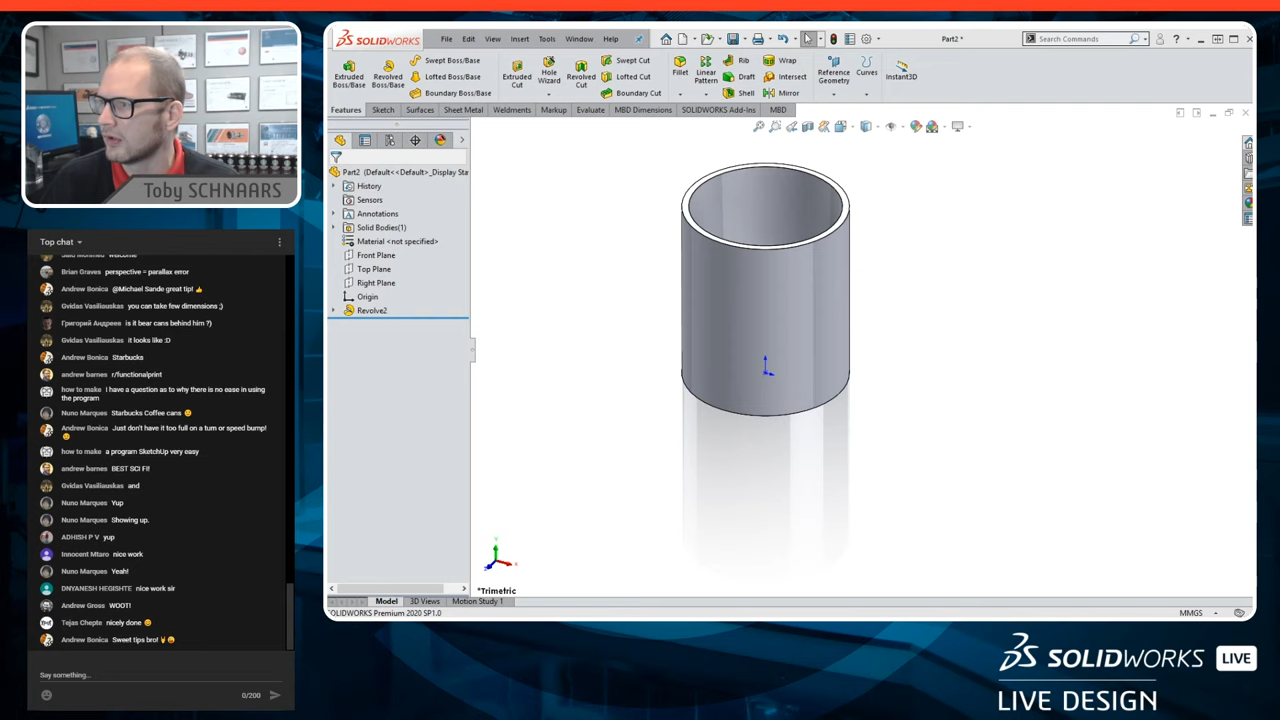 Toby SCHNAARS
Top chat
welcome
Brian Graves perspective = parallax error
Andrew Bonica @Michael Sande great tip!
Gvidas Vasiliauskas you can take few dimensions ;)
Григорий Андреев is it bear cans behind him ?)
Gvidas Vasiliauskas it looks like :D
Andrew Bonica Starbucks
andrew barnes r/functionalprint
how to make I have a question as to why there is no ease in using
the program
Nuno Marques Starbucks Coffee cans
Andrew Bonica Just don't have it too full on a turn or speed bump!
how to make a program SketchUp very easy
andrew barnes BEST SCI FI!
Gvidas Vasiliauskas and
Nuno Marques Yup
Nuno Marques Showing up.
ADHISH P V yup
Innocent Mtaro nice work
Nuno Marques Yeah!
DNYANESH HEGISHTE nice work sir
Andrew Gross WOOT!
Tejas Chepte nicely done
Andrew Bonica Sweet tips bro!
Say something...
0/200
SOLIDWORKS File Edit View Insert Tools Window Help Part2 * Search Commands
Extruded Boss/Base
Revolved Boss/Base
Swept Boss/Base
Lofted Boss/Base
Boundary Boss/Base
Extruded Cut
Hole Wizard
Revolved Cut
Swept Cut
Lofted Cut
Boundary Cut
Fillet
Linear Pattern
Rib
Draft
Shell
Wrap
Intersect
Mirror
Reference Geometry
Curves
Instant3D
Features Sketch Surfaces Sheet Metal Weldments Markup Evaluate MBD Dimensions SOLIDWORKS Add-Ins MBD
Part2 (Default<<Default>_Display Sta
History
Sensors
Annotations
Solid Bodies(1)
Material <not specified>
Front Plane
Top Plane
Right Plane
Origin
Revolve2
*Trimetric
Model 3D Views Motion Study 1
OLIDWORKS Premium 2020 SP1.0
MMGS
SOLIDWORKS LIVE
LIVE DESIGN